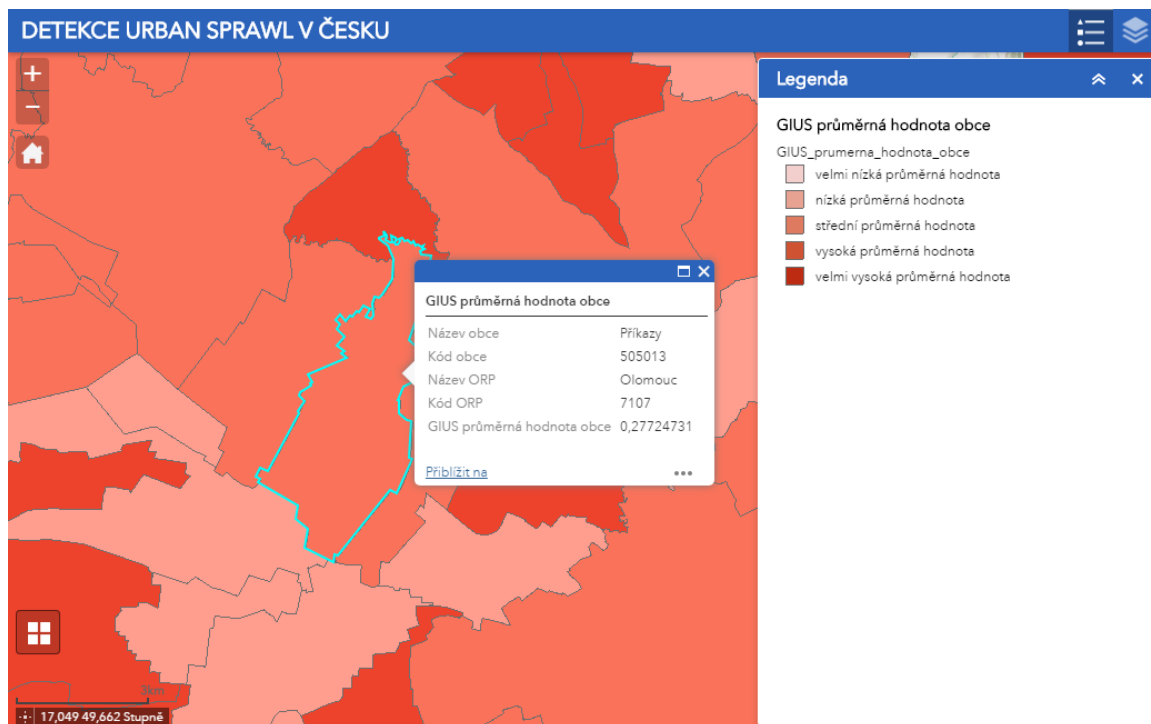 DETEKCE URBAN SPRAWL V ČESKU
+
−
Legenda
GIUS průměrná hodnota obce
GIUS_prumerna_hodnota_obce
velmi nízká průměrná hodnota
nízká průměrná hodnota
střední průměrná hodnota
vysoká průměrná hodnota
velmi vysoká průměrná hodnota
GIUS průměrná hodnota obce
Název obce Příkazy
Kód obce 505013
Název ORP Olomouc
Kód ORP 7107
GIUS průměrná hodnota obce 0,27724731
Přiblížit na
3km
17,049 49,662 Stupně